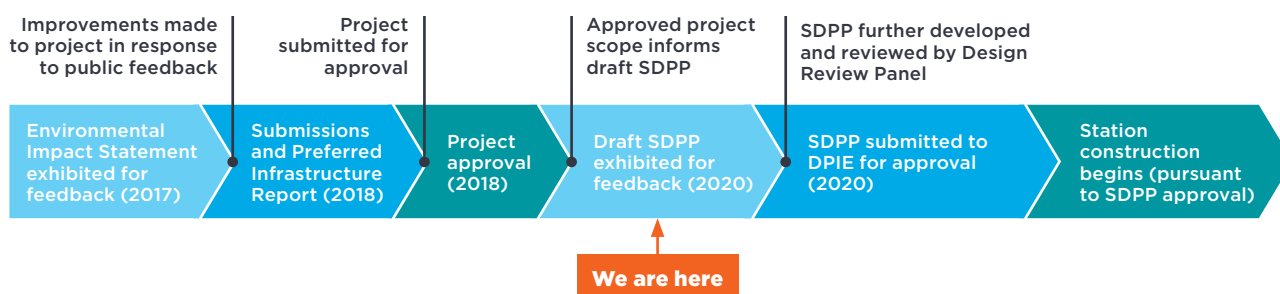 Improvements made
to project in response
to public feedback
Project
submitted for
approval
Approved project
scope informs
draft SDPP
SDPP further developed
and reviewed by Design
Review Panel
Environmental
Impact Statement
exhibited for
feedback (2017)
Submissions
and Preferred
Infrastructure
Report (2018)
Project
approval
(2018)
Draft SDPP
exhibited for
feedback (2020)
SDPP submitted to
DPIE for approval
(2020)
Station
construction
begins (pursuant
to SDPP approval)
We are here